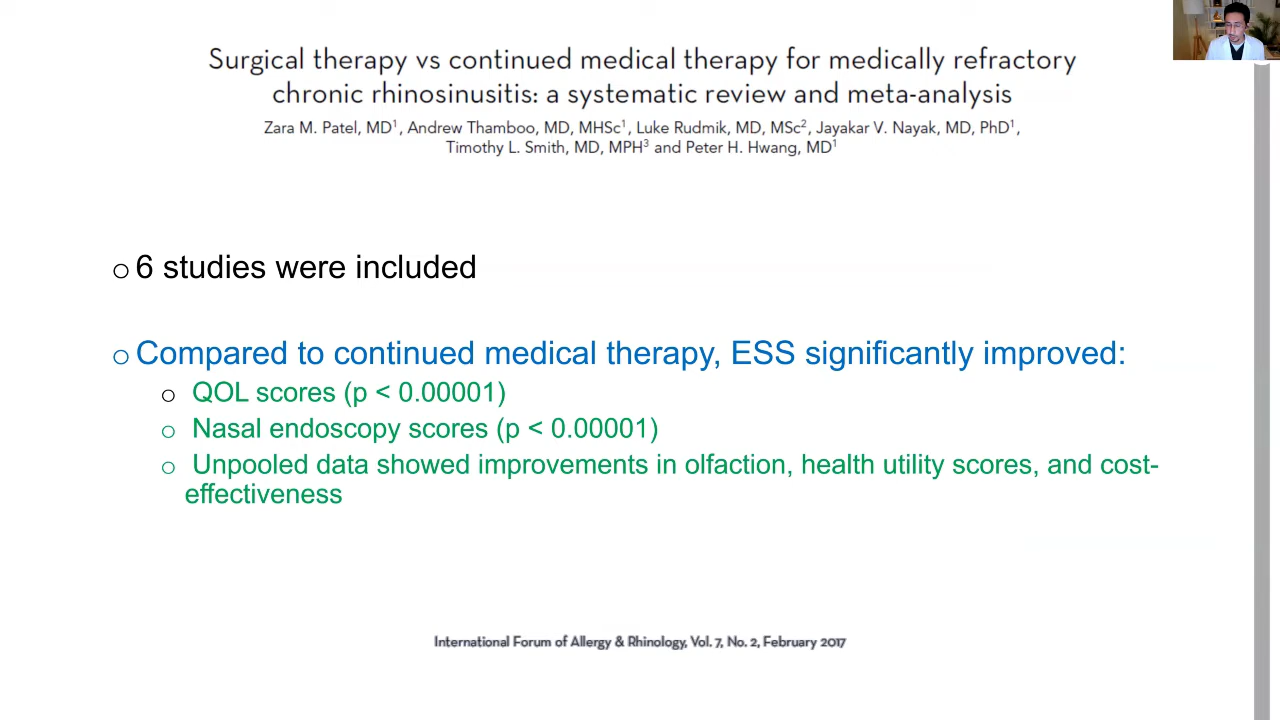 Surgical therapy vs continued medical therapy for medically refractory
chronic rhinosinusitis: a systematic review and meta-analysis
Zara M. Patel, MD¹, Andrew Thamboo, MD, MHSc¹, Luke Rudmik, MD, MSc², Jayakar V. Nayak, MD, PhD¹,
Timothy L. Smith, MD, MPH³ and Peter H. Hwang, MD¹
o 6 studies were included
o Compared to continued medical therapy, ESS significantly improved:
o QOL scores (p < 0.00001)
o Nasal endoscopy scores (p < 0.00001)
o Unpooled data showed improvements in olfaction, health utility scores, and cost-
effectiveness
International Forum of Allergy & Rhinology, Vol. 7, No. 2, February 2017